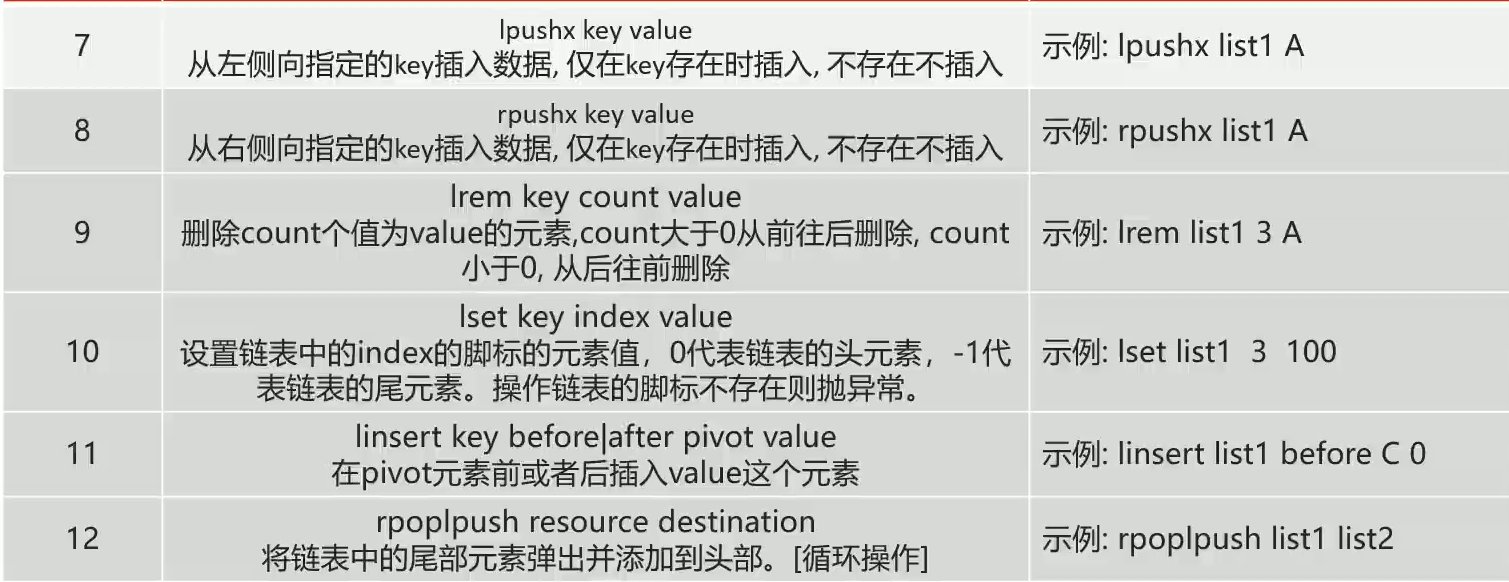 7
lpushx key value
从左侧向指定的key插入数据, 仅在key存在时插入, 不存在不插入
示例: lpushx list1 A
8
rpushx key value
从右侧向指定的key插入数据, 仅在key存在时插入, 不存在不插入
示例: rpushx list1 A
9
lrem key count value
删除count个值为value的元素,count大于0从前往后删除, count
小于0, 从后往前删除
示例: lrem list1 3 A
10
lset key index value
设置链表中的index的脚标的元素值，0代表链表的头元素，-1代
表链表的尾元素。操作链表的脚标不存在则抛异常。
示例: lset list1  3  100
11
linsert key before|after pivot value
在pivot元素前或者后插入value这个元素
示例: linsert list1 before C 0
12
rpoplpush resource destination
将链表中的尾部元素弹出并添加到头部。[循环操作]
示例: rpoplpush list1 list2